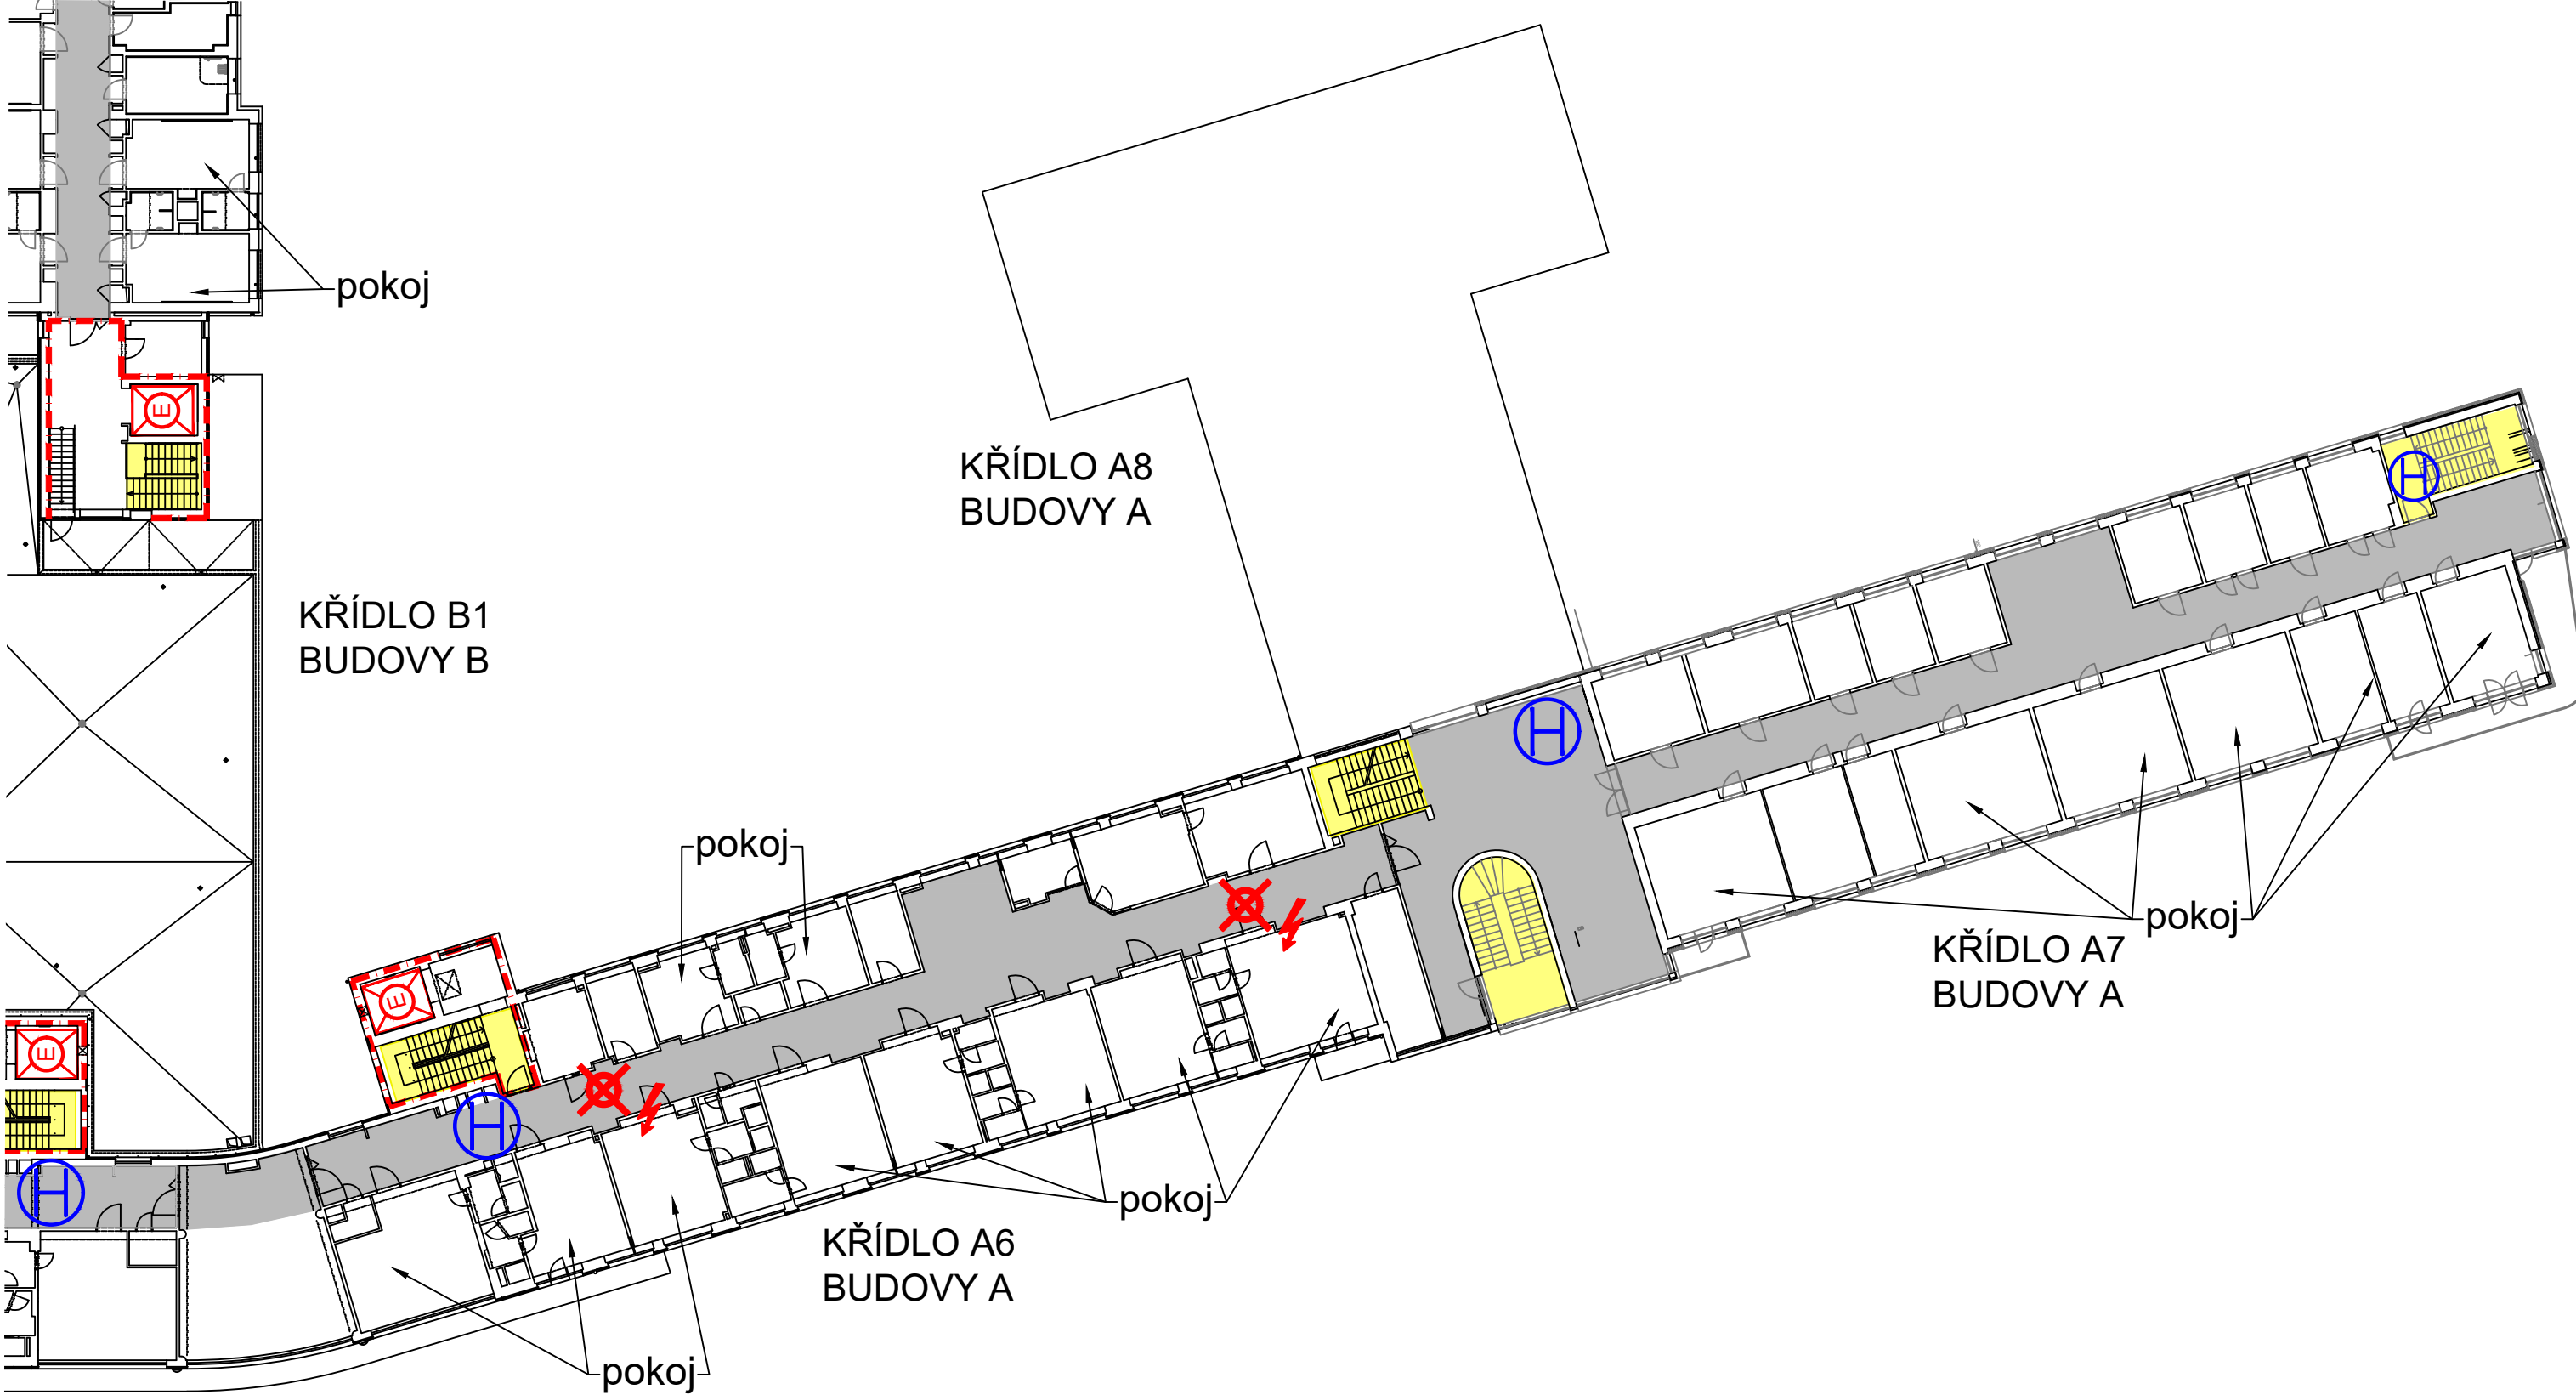 pokoj
KŘÍDLO A8
BUDOVY A
KŘÍDLO B1
BUDOVY B
pokoj
pokoj
KŘÍDLO A7
BUDOVY A
pokoj
KŘÍDLO A6
BUDOVY A
pokoj
E
E
E
H
H
H
H